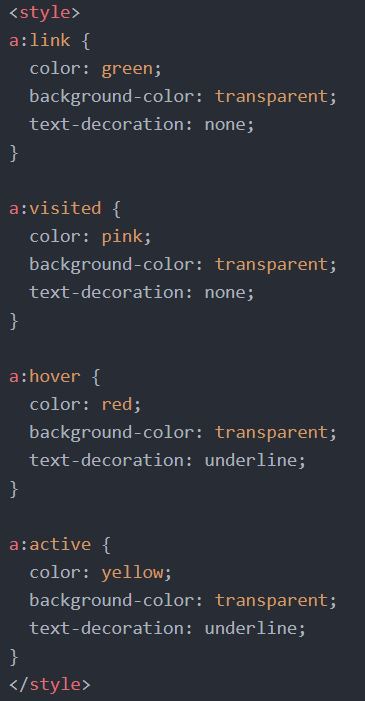 <style>
a:link {
  color: green;
  background-color: transparent;
  text-decoration: none;
}

a:visited {
  color: pink;
  background-color: transparent;
  text-decoration: none;
}

a:hover {
  color: red;
  background-color: transparent;
  text-decoration: underline;
}

a:active {
  color: yellow;
  background-color: transparent;
  text-decoration: underline;
}
</style>